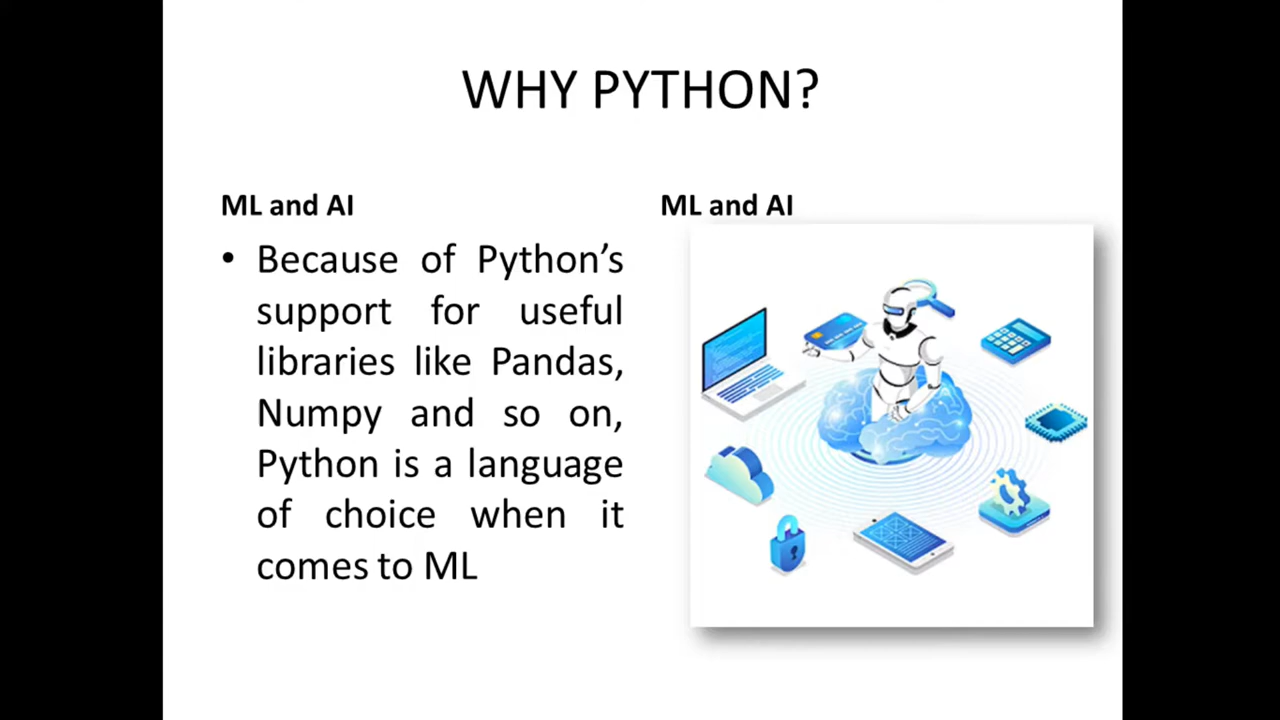 WHY PYTHON?
ML and AI
• Because of Python’s
support for useful
libraries like Pandas,
Numpy and so on,
Python is a language
of choice when it
comes to ML
ML and AI